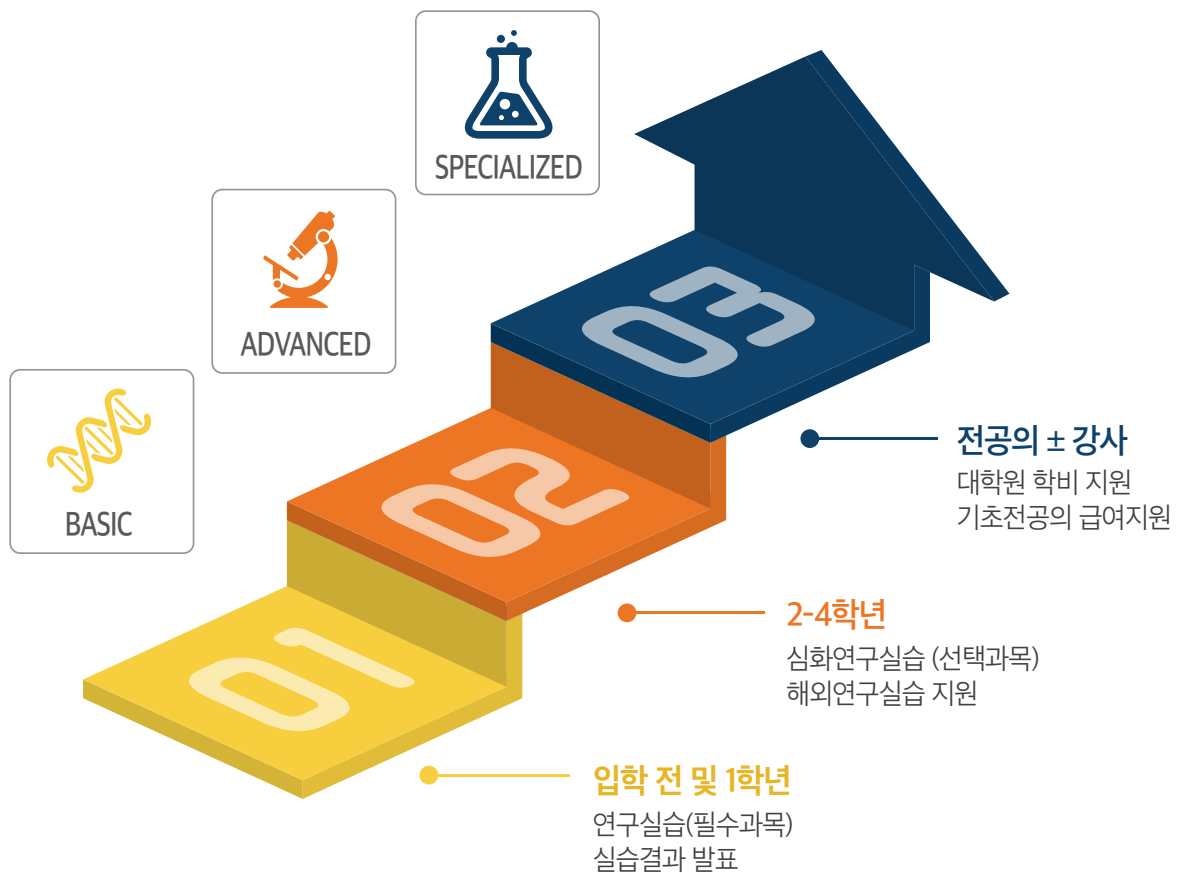 SPECIALIZED
ADVANCED
BASIC
03
02
01
전공의 ± 강사
대학원 학비 지원
기초전공의 급여지원
2-4학년
심화연구실습 (선택과목)
해외연구실습 지원
입학 전 및 1학년
연구실습(필수과목)
실습결과 발표